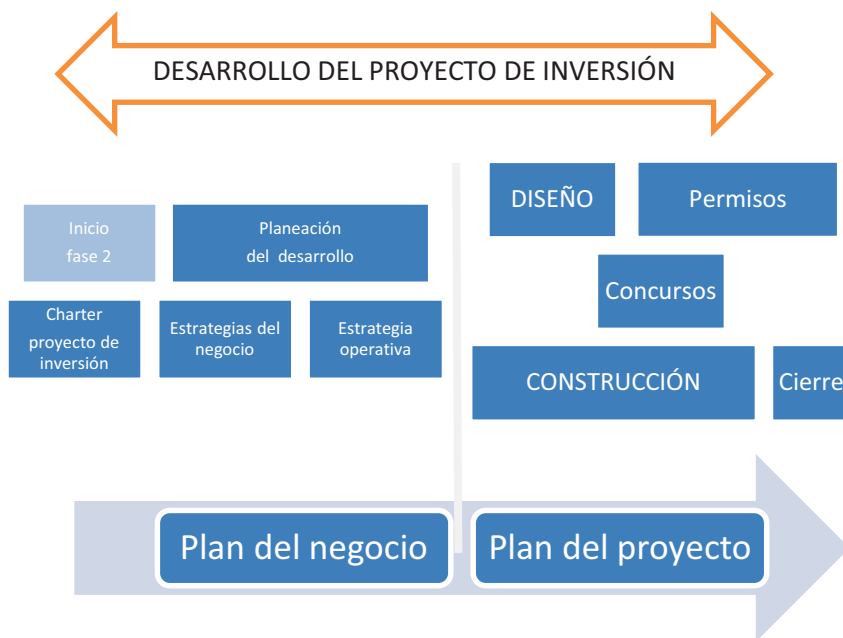 DESARROLLO DEL PROYECTO DE INVERSIÓN
Inicio
fase 2
Planeación
del desarrollo
Charter
proyecto de
inversión
Estrategias del
negocio
Estrategia
operativa
DISEÑO
Permisos
Concursos
CONSTRUCCIÓN
Cierre
Plan del negocio
Plan del proyecto